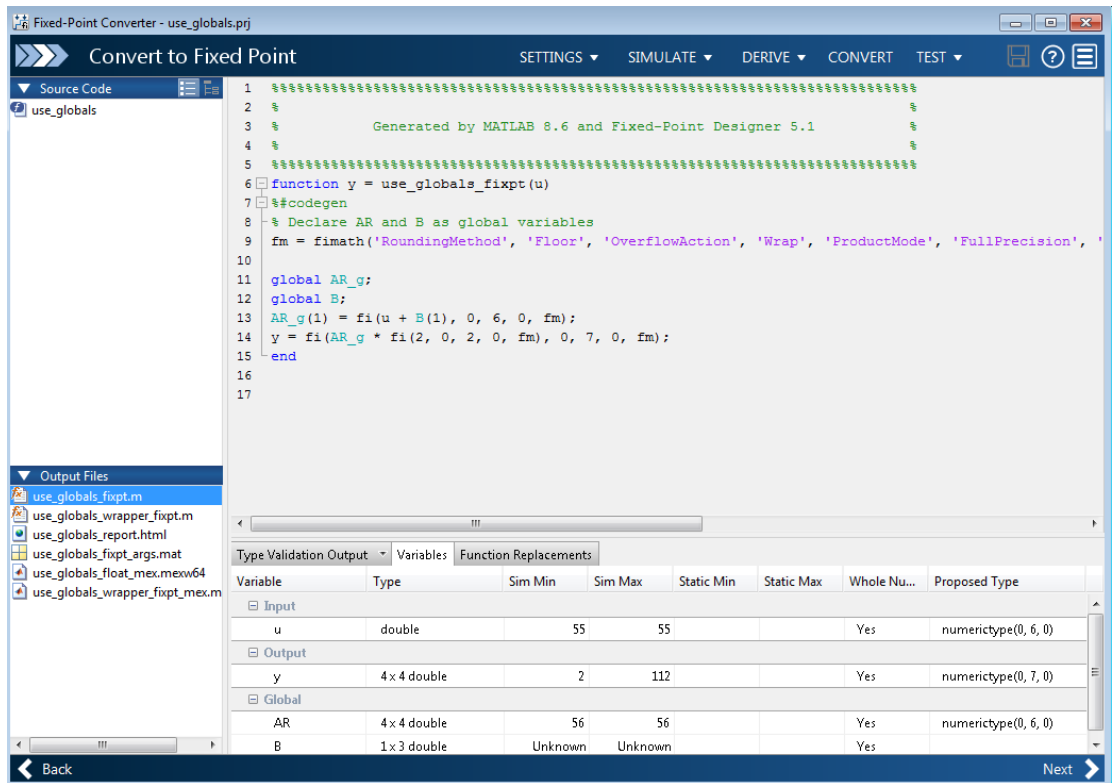 Fixed-Point Converter - use_globals.prj
Convert to Fixed Point
SETTINGS
SIMULATE
DERIVE
CONVERT
TEST
Source Code
use_globals
1 %%%%%%%%%%%%%%%%%%%%%%%%%%%%%%%%%%%%%%%%%%%%%%%%%%%%%%%%%%%%%%%%%%%%%%%%%%
2 % %
3 % Generated by MATLAB 8.6 and Fixed-Point Designer 5.1 %
4 % %
5 %%%%%%%%%%%%%%%%%%%%%%%%%%%%%%%%%%%%%%%%%%%%%%%%%%%%%%%%%%%%%%%%%%%%%%%%%%
6 function y = use_globals_fixpt(u)
7 %#codegen
8 % Declare AR and B as global variables
9 fm = fimath('RoundingMethod', 'Floor', 'OverflowAction', 'Wrap', 'ProductMode', 'FullPrecision', '
10
11 global AR_g;
12 global B;
13 AR_g(1) = fi(u + B(1), 0, 6, 0, fm);
14 y = fi(AR_g * fi(2, 0, 2, 0, fm), 0, 7, 0, fm);
15 end
16
17
Output Files
use_globals_fixpt.m
use_globals_wrapper_fixpt.m
use_globals_report.html
use_globals_fixpt_args.mat
use_globals_float_mex.mexw64
use_globals_wrapper_fixpt_mex.m
Type Validation Output Variables Function Replacements
Variable Type Sim Min Sim Max Static Min Static Max Whole Nu... Proposed Type
Input
u double 55 55 Yes numerictype(0, 6, 0)
Output
y 4 x 4 double 2 112 Yes numerictype(0, 7, 0)
Global
AR 4 x 4 double 56 56 Yes numerictype(0, 6, 0)
B 1 x 3 double Unknown Unknown Yes
Back
Next